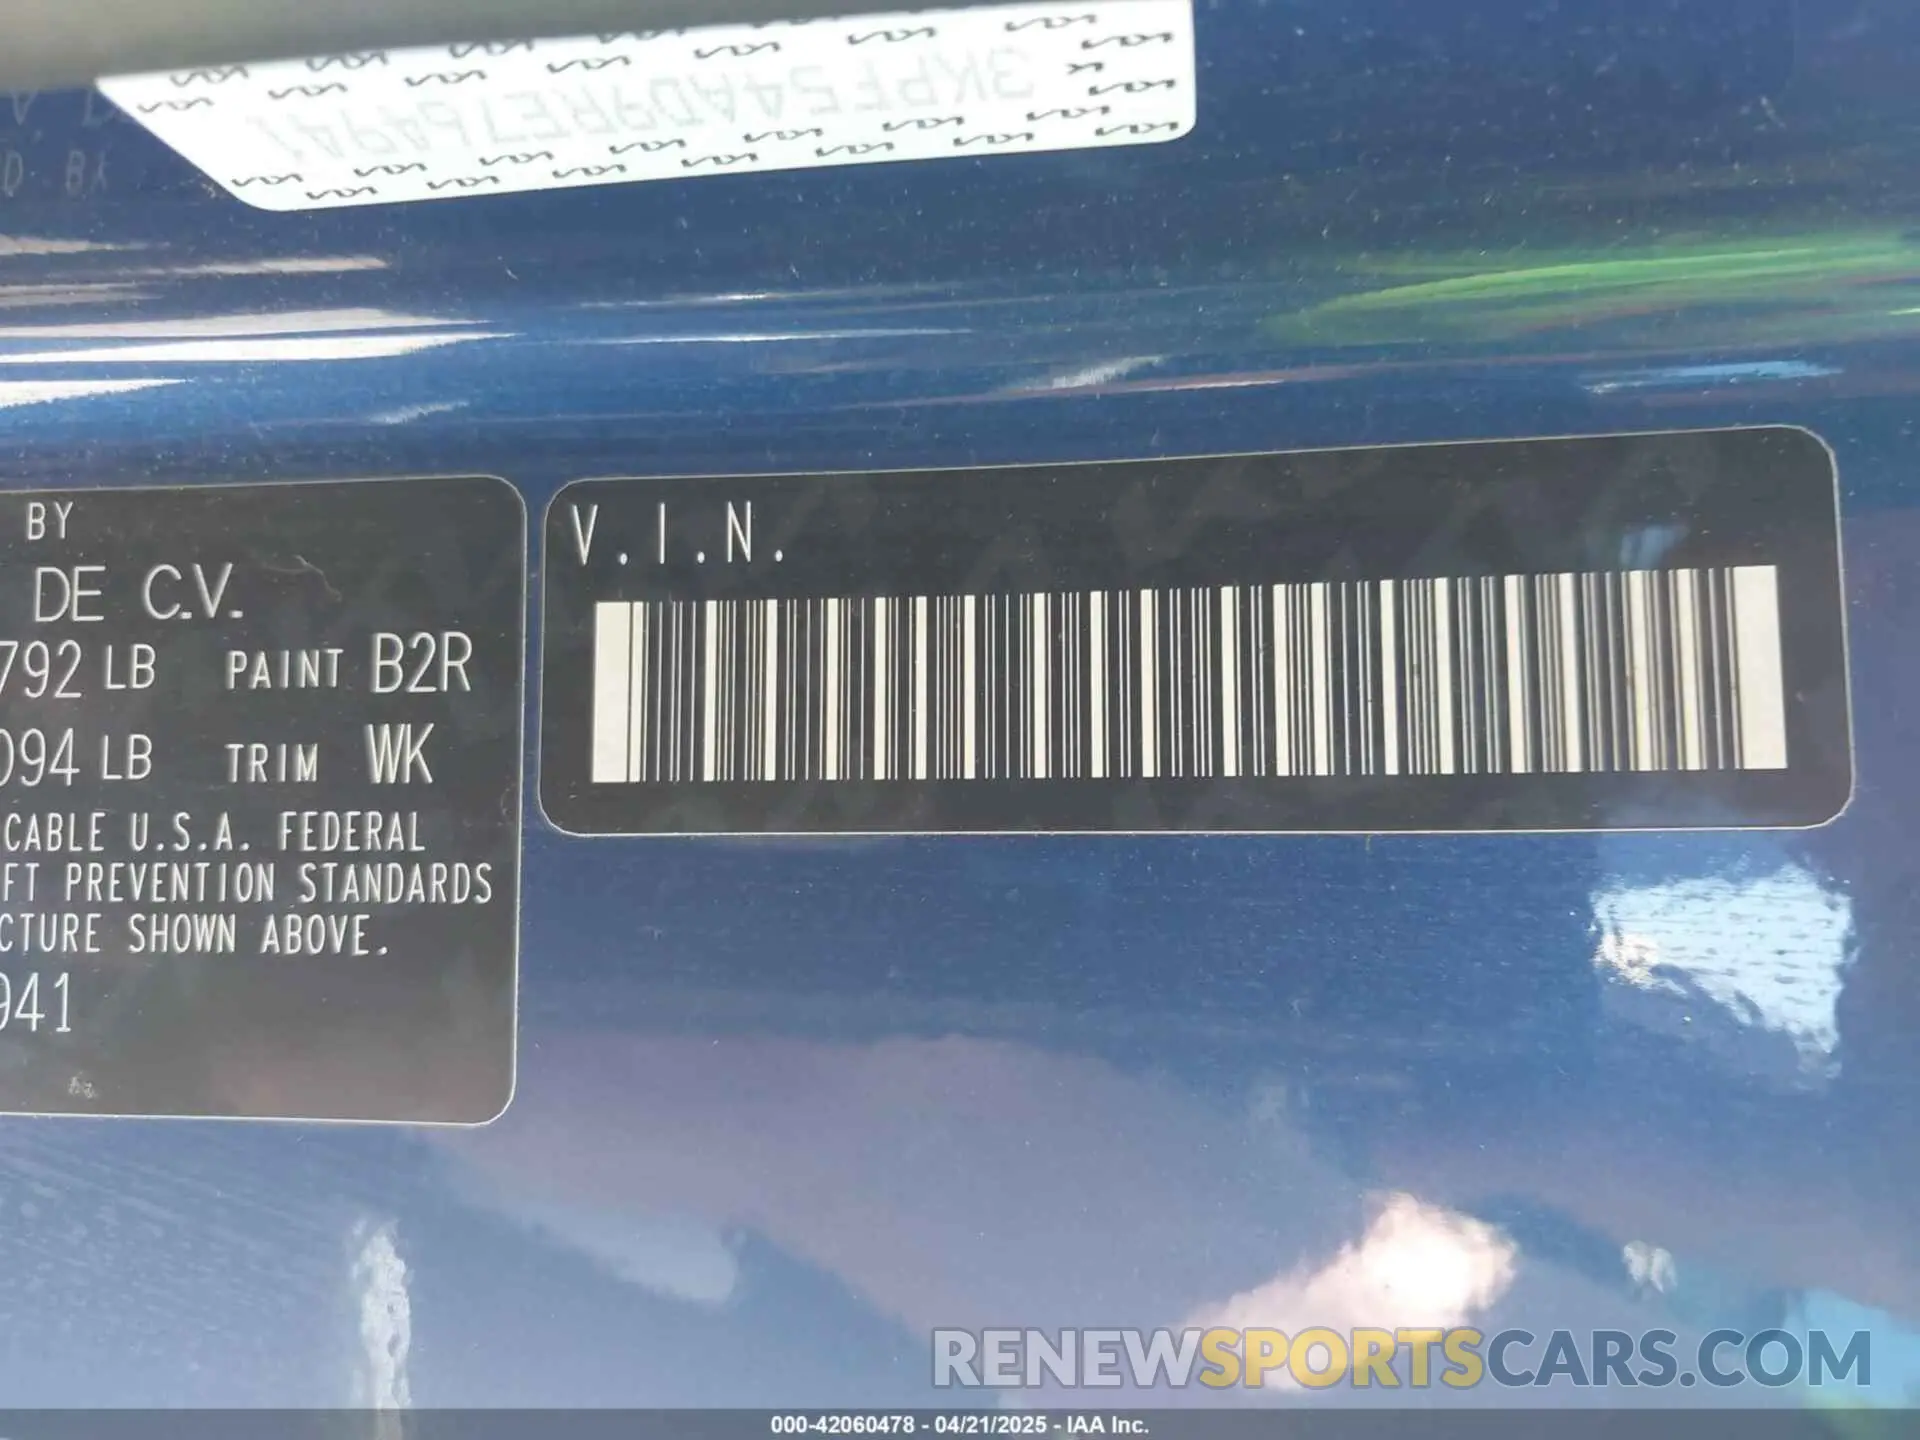 3KPF54AD9RE764941
BY
DE C.V.
792 LB PAINT B2R
094 LB TRIM WK
CABLE U.S.A. FEDERAL
FT PREVENTION STANDARDS
CTURE SHOWN ABOVE.
941
V.I.N.
RENEWSPORTSCARS.COM
000-42060478 - 04/21/2025 - IAA Inc.